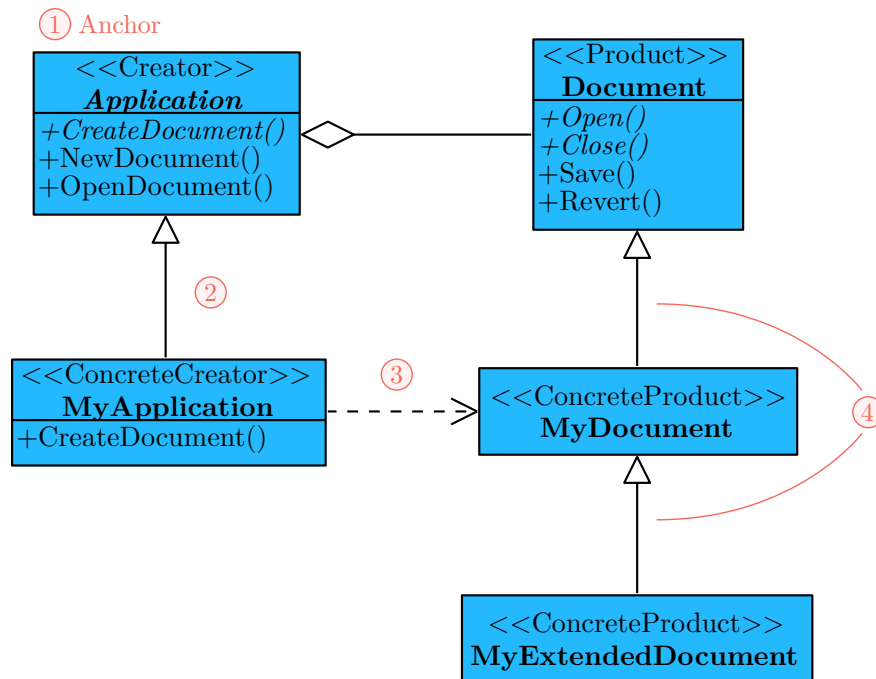 1 Anchor
<<Creator>>
Application
+CreateDocument()
+NewDocument()
+OpenDocument()
<<Product>>
Document
+Open()
+Close()
+Save()
+Revert()
2
<<ConcreteCreator>>
MyApplication
+CreateDocument()
3
<<ConcreteProduct>>
MyDocument
4
<<ConcreteProduct>>
MyExtendedDocument